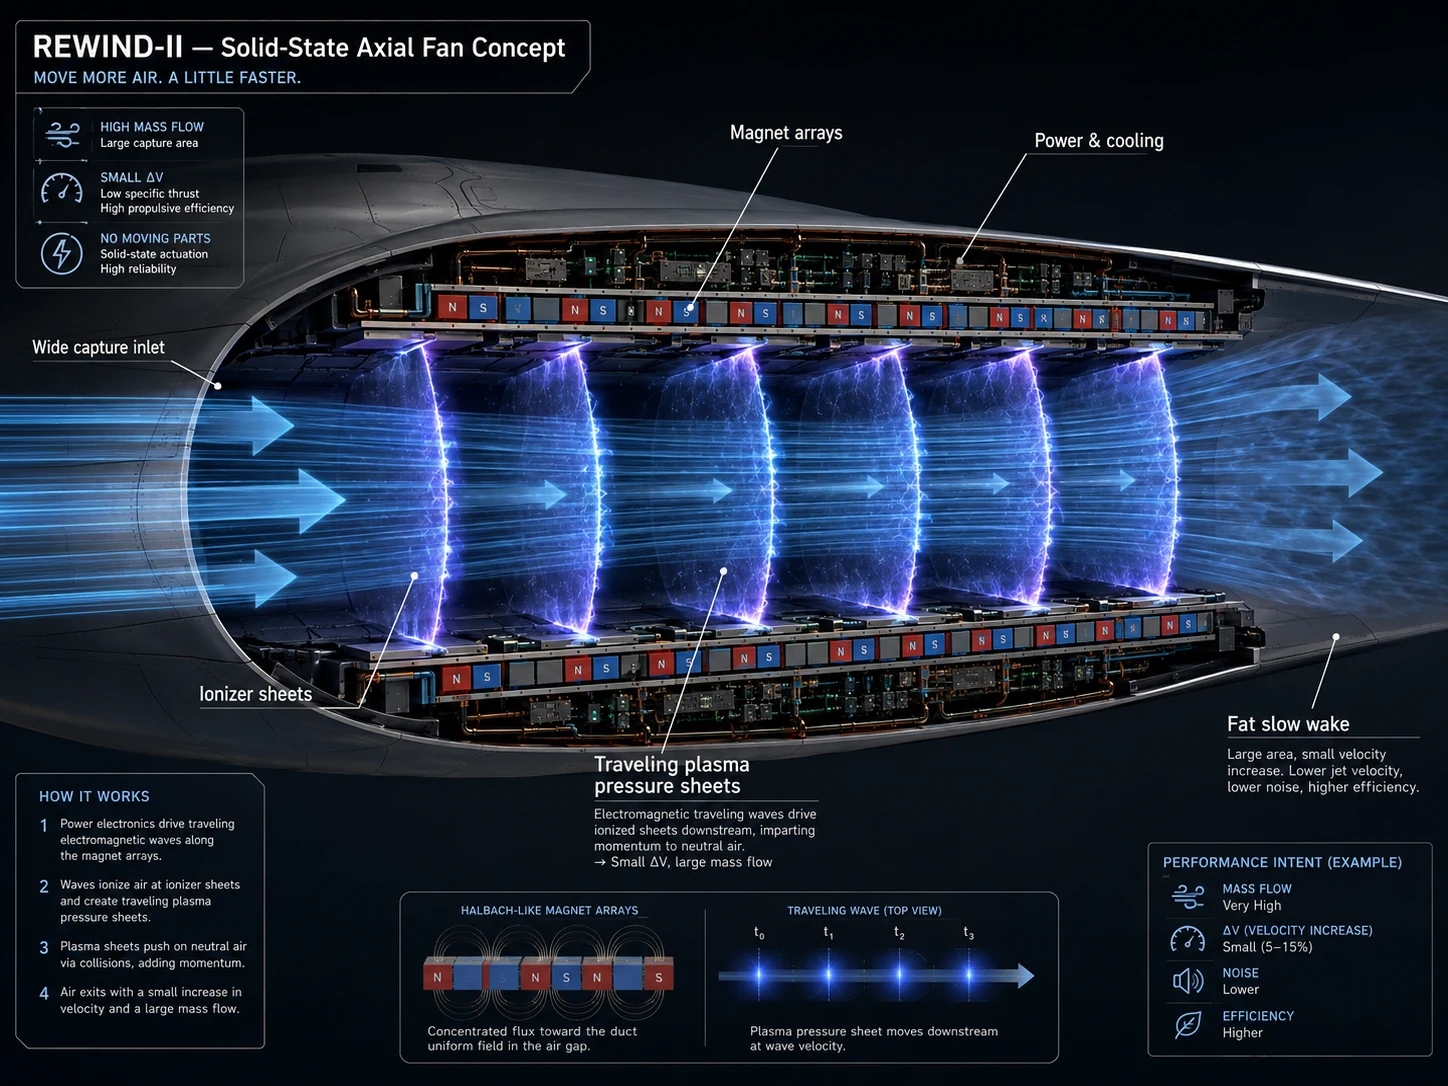 REWIND-II — Solid-State Axial Fan Concept
MOVE MORE AIR. A LITTLE FASTER.
HIGH MASS FLOW
Large capture area
SMALL ΔV
Low specific thrust
High propulsive efficiency
NO MOVING PARTS
Solid-state actuation
High reliability
Magnet arrays
Power & cooling
Wide capture inlet
N S N S N S N S N S N S N S N S N S
N S N S N S N S N S N S N S N N S
Ionizer sheets
Traveling plasma
pressure sheets
Electromagnetic traveling waves drive
ionized sheets downstream, imparting
momentum to neutral air.
→ Small ΔV, large mass flow
Fat slow wake
Large area, small velocity
increase. Lower jet velocity,
lower noise, higher efficiency.
HOW IT WORKS
1 Power electronics drive traveling
electromagnetic waves along
the magnet arrays.
2 Waves ionize air at ionizer sheets
and create traveling plasma
pressure sheets.
3 Plasma sheets push on neutral air
via collisions, adding momentum.
4 Air exits with a small increase in
velocity and a large mass flow.
HALBACH-LIKE MAGNET ARRAYS
N S N S N S
Concentrated flux toward the duct
uniform field in the air gap.
TRAVELING WAVE (TOP VIEW)
t0 t1 t2 t3
Plasma pressure sheet moves downstream
at wave velocity.
PERFORMANCE INTENT (EXAMPLE)
MASS FLOW
Very High
ΔV (VELOCITY INCREASE)
Small (5–15%)
NOISE
Lower
EFFICIENCY
Higher